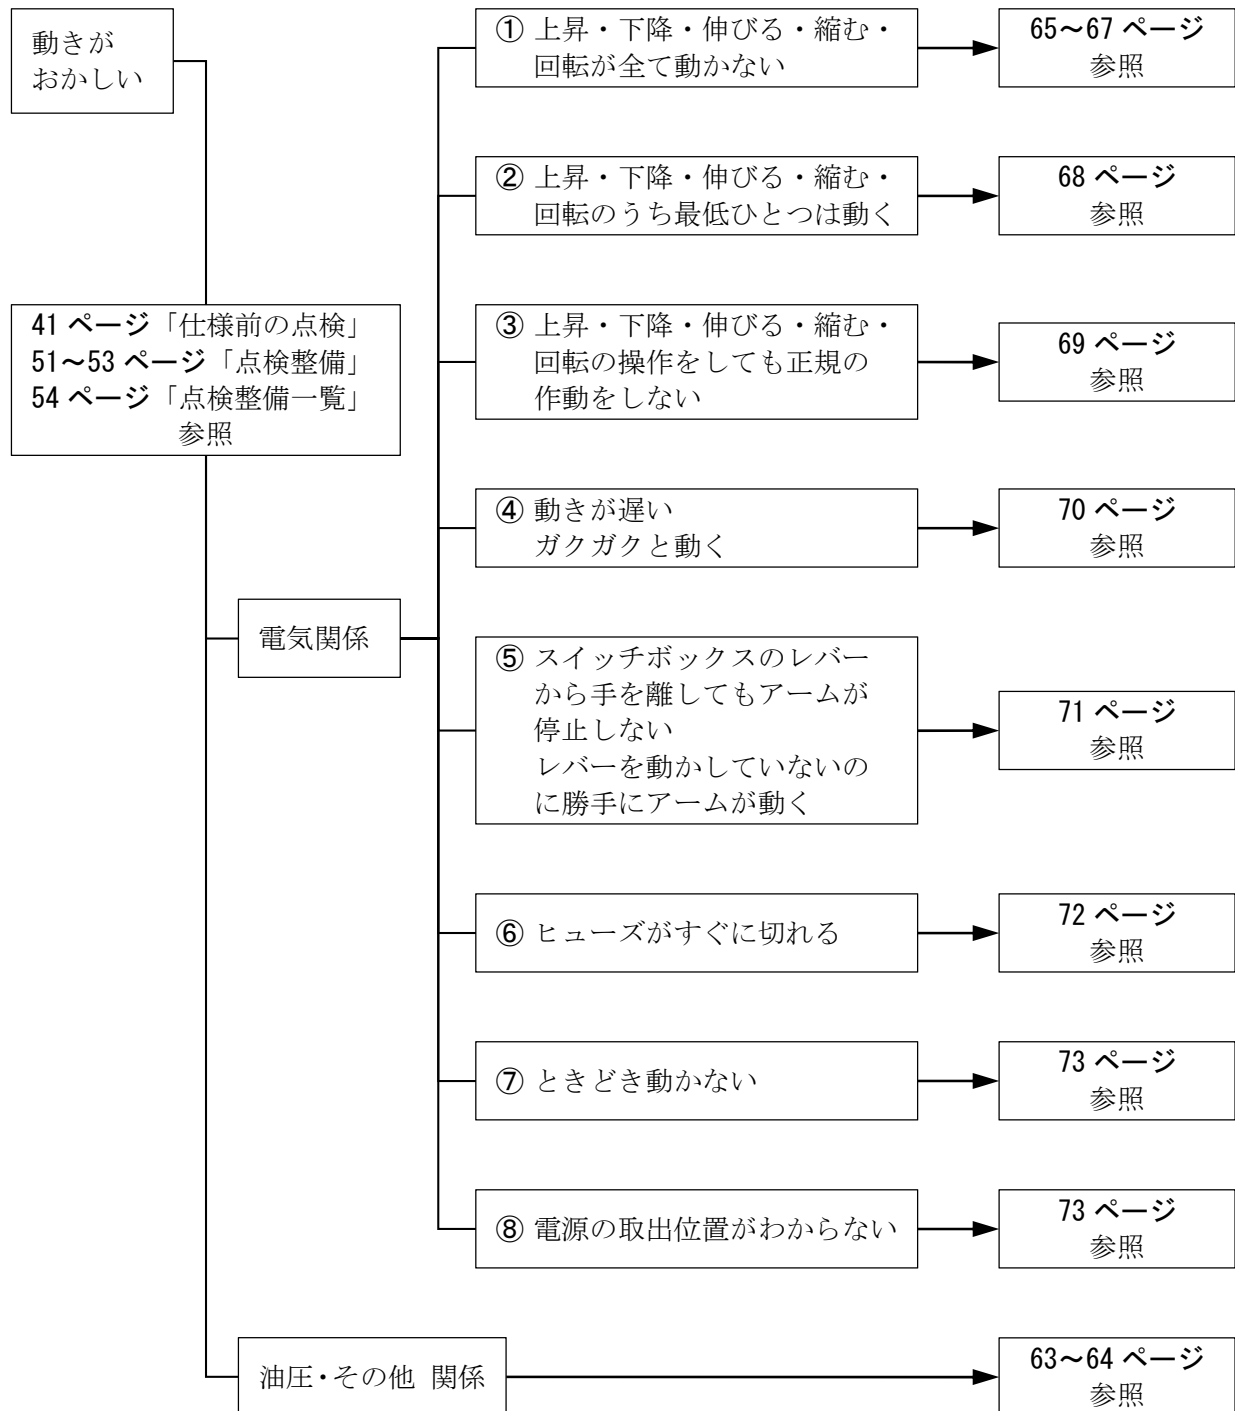 動きが
おかしい
41 ページ「仕様前の点検」
51～53 ページ「点検整備」
54 ページ「点検整備一覧」
参照
電気関係
① 上昇・下降・伸びる・縮む・
回転が全て動かない
65～67 ページ
参照
② 上昇・下降・伸びる・縮む・
回転のうち最低ひとつは動く
68 ページ
参照
③ 上昇・下降・伸びる・縮む・
回転の操作をしても正規の
作動をしない
69 ページ
参照
④ 動きが遅い
ガクガクと動く
70 ページ
参照
⑤ スイッチボックスのレバー
から手を離してもアームが
停止しない
レバーを動かしていないの
に勝手にアームが動く
71 ページ
参照
⑥ ヒューズがすぐに切れる
72 ページ
参照
⑦ ときどき動かない
73 ページ
参照
⑧ 電源の取出位置がわからない
73 ページ
参照
油圧・その他 関係
63～64 ページ
参照